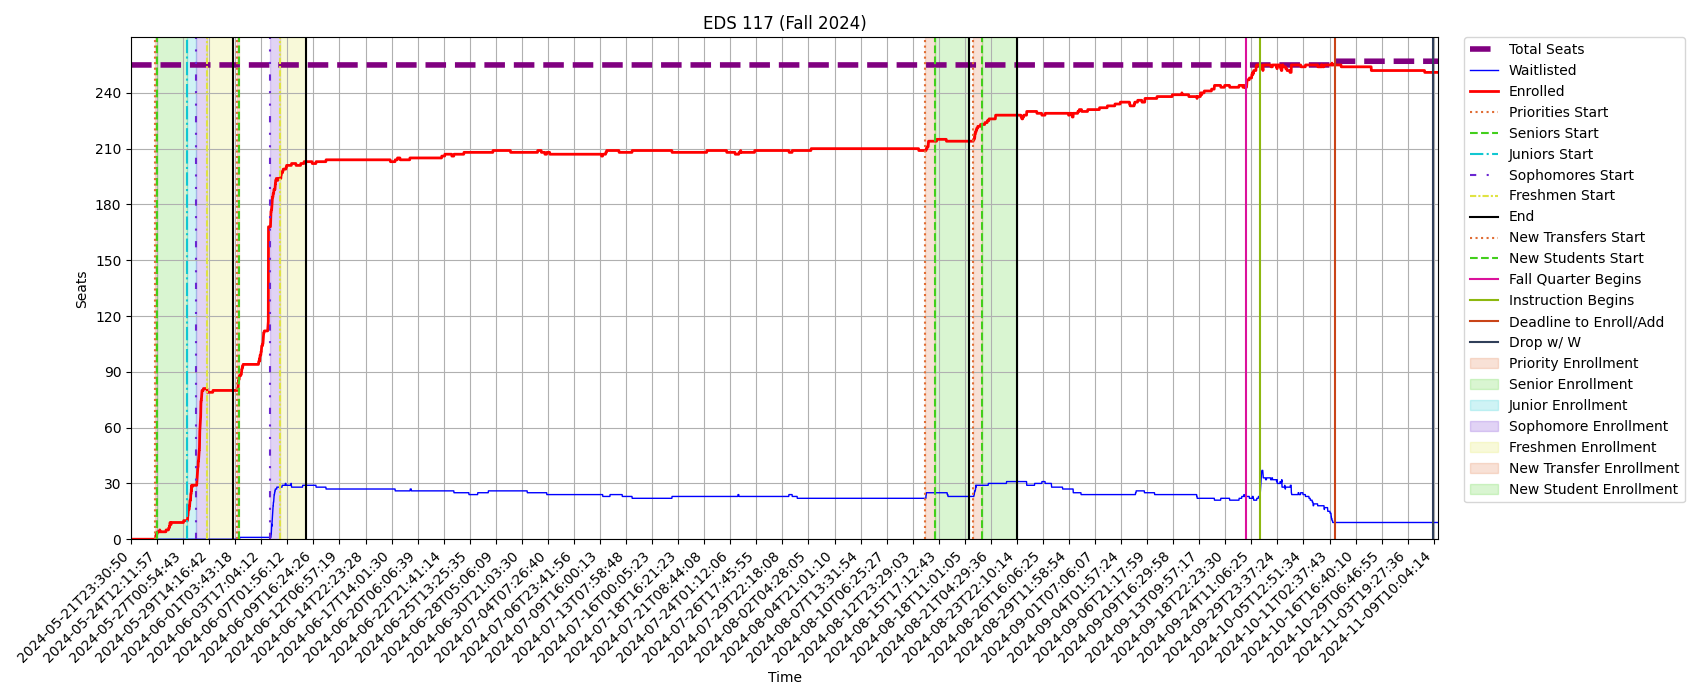 EDS 117 (Fall 2024)
Seats
240
210
180
150
120
90
60
30
0
2024-05-21T23:30:50
2024-05-24T12:11:57
2024-05-27T00:54:43
2024-05-29T14:16:42
2024-06-01T03:43:18
2024-06-03T17:04:12
2024-06-07T01:56:12
2024-06-09T16:24:26
2024-06-12T06:57:19
2024-06-14T22:23:28
2024-06-17T14:01:30
2024-06-20T06:06:39
2024-06-22T21:41:14
2024-06-25T13:25:35
2024-06-28T05:06:09
2024-06-30T21:03:30
2024-07-04T07:26:40
2024-07-06T23:41:56
2024-07-09T16:00:13
2024-07-13T07:58:48
2024-07-16T00:05:23
2024-07-18T16:21:23
2024-07-21T08:44:08
2024-07-24T01:12:06
2024-07-26T17:45:55
2024-07-29T22:18:08
2024-08-02T04:28:05
2024-08-04T21:01:10
2024-08-07T13:31:54
2024-08-10T06:25:27
2024-08-12T23:29:03
2024-08-15T17:12:43
2024-08-18T11:01:05
2024-08-21T04:29:36
2024-08-23T22:10:14
2024-08-26T16:06:25
2024-08-29T11:58:54
2024-09-01T07:06:07
2024-09-04T01:57:24
2024-09-06T21:17:59
2024-09-09T16:29:58
2024-09-13T09:57:17
2024-09-18T22:23:30
2024-09-24T11:06:25
2024-09-29T23:37:24
2024-10-05T12:51:34
2024-10-11T02:37:43
2024-10-16T16:40:10
2024-10-29T06:46:55
2024-11-03T19:27:36
2024-11-09T10:04:14
Time
Total Seats
Waitlisted
Enrolled
Priorities Start
Seniors Start
Juniors Start
Sophomores Start
Freshmen Start
End
New Transfers Start
New Students Start
Fall Quarter Begins
Instruction Begins
Deadline to Enroll/Add
Drop w/ W
Priority Enrollment
Senior Enrollment
Junior Enrollment
Sophomore Enrollment
Freshmen Enrollment
New Transfer Enrollment
New Student Enrollment